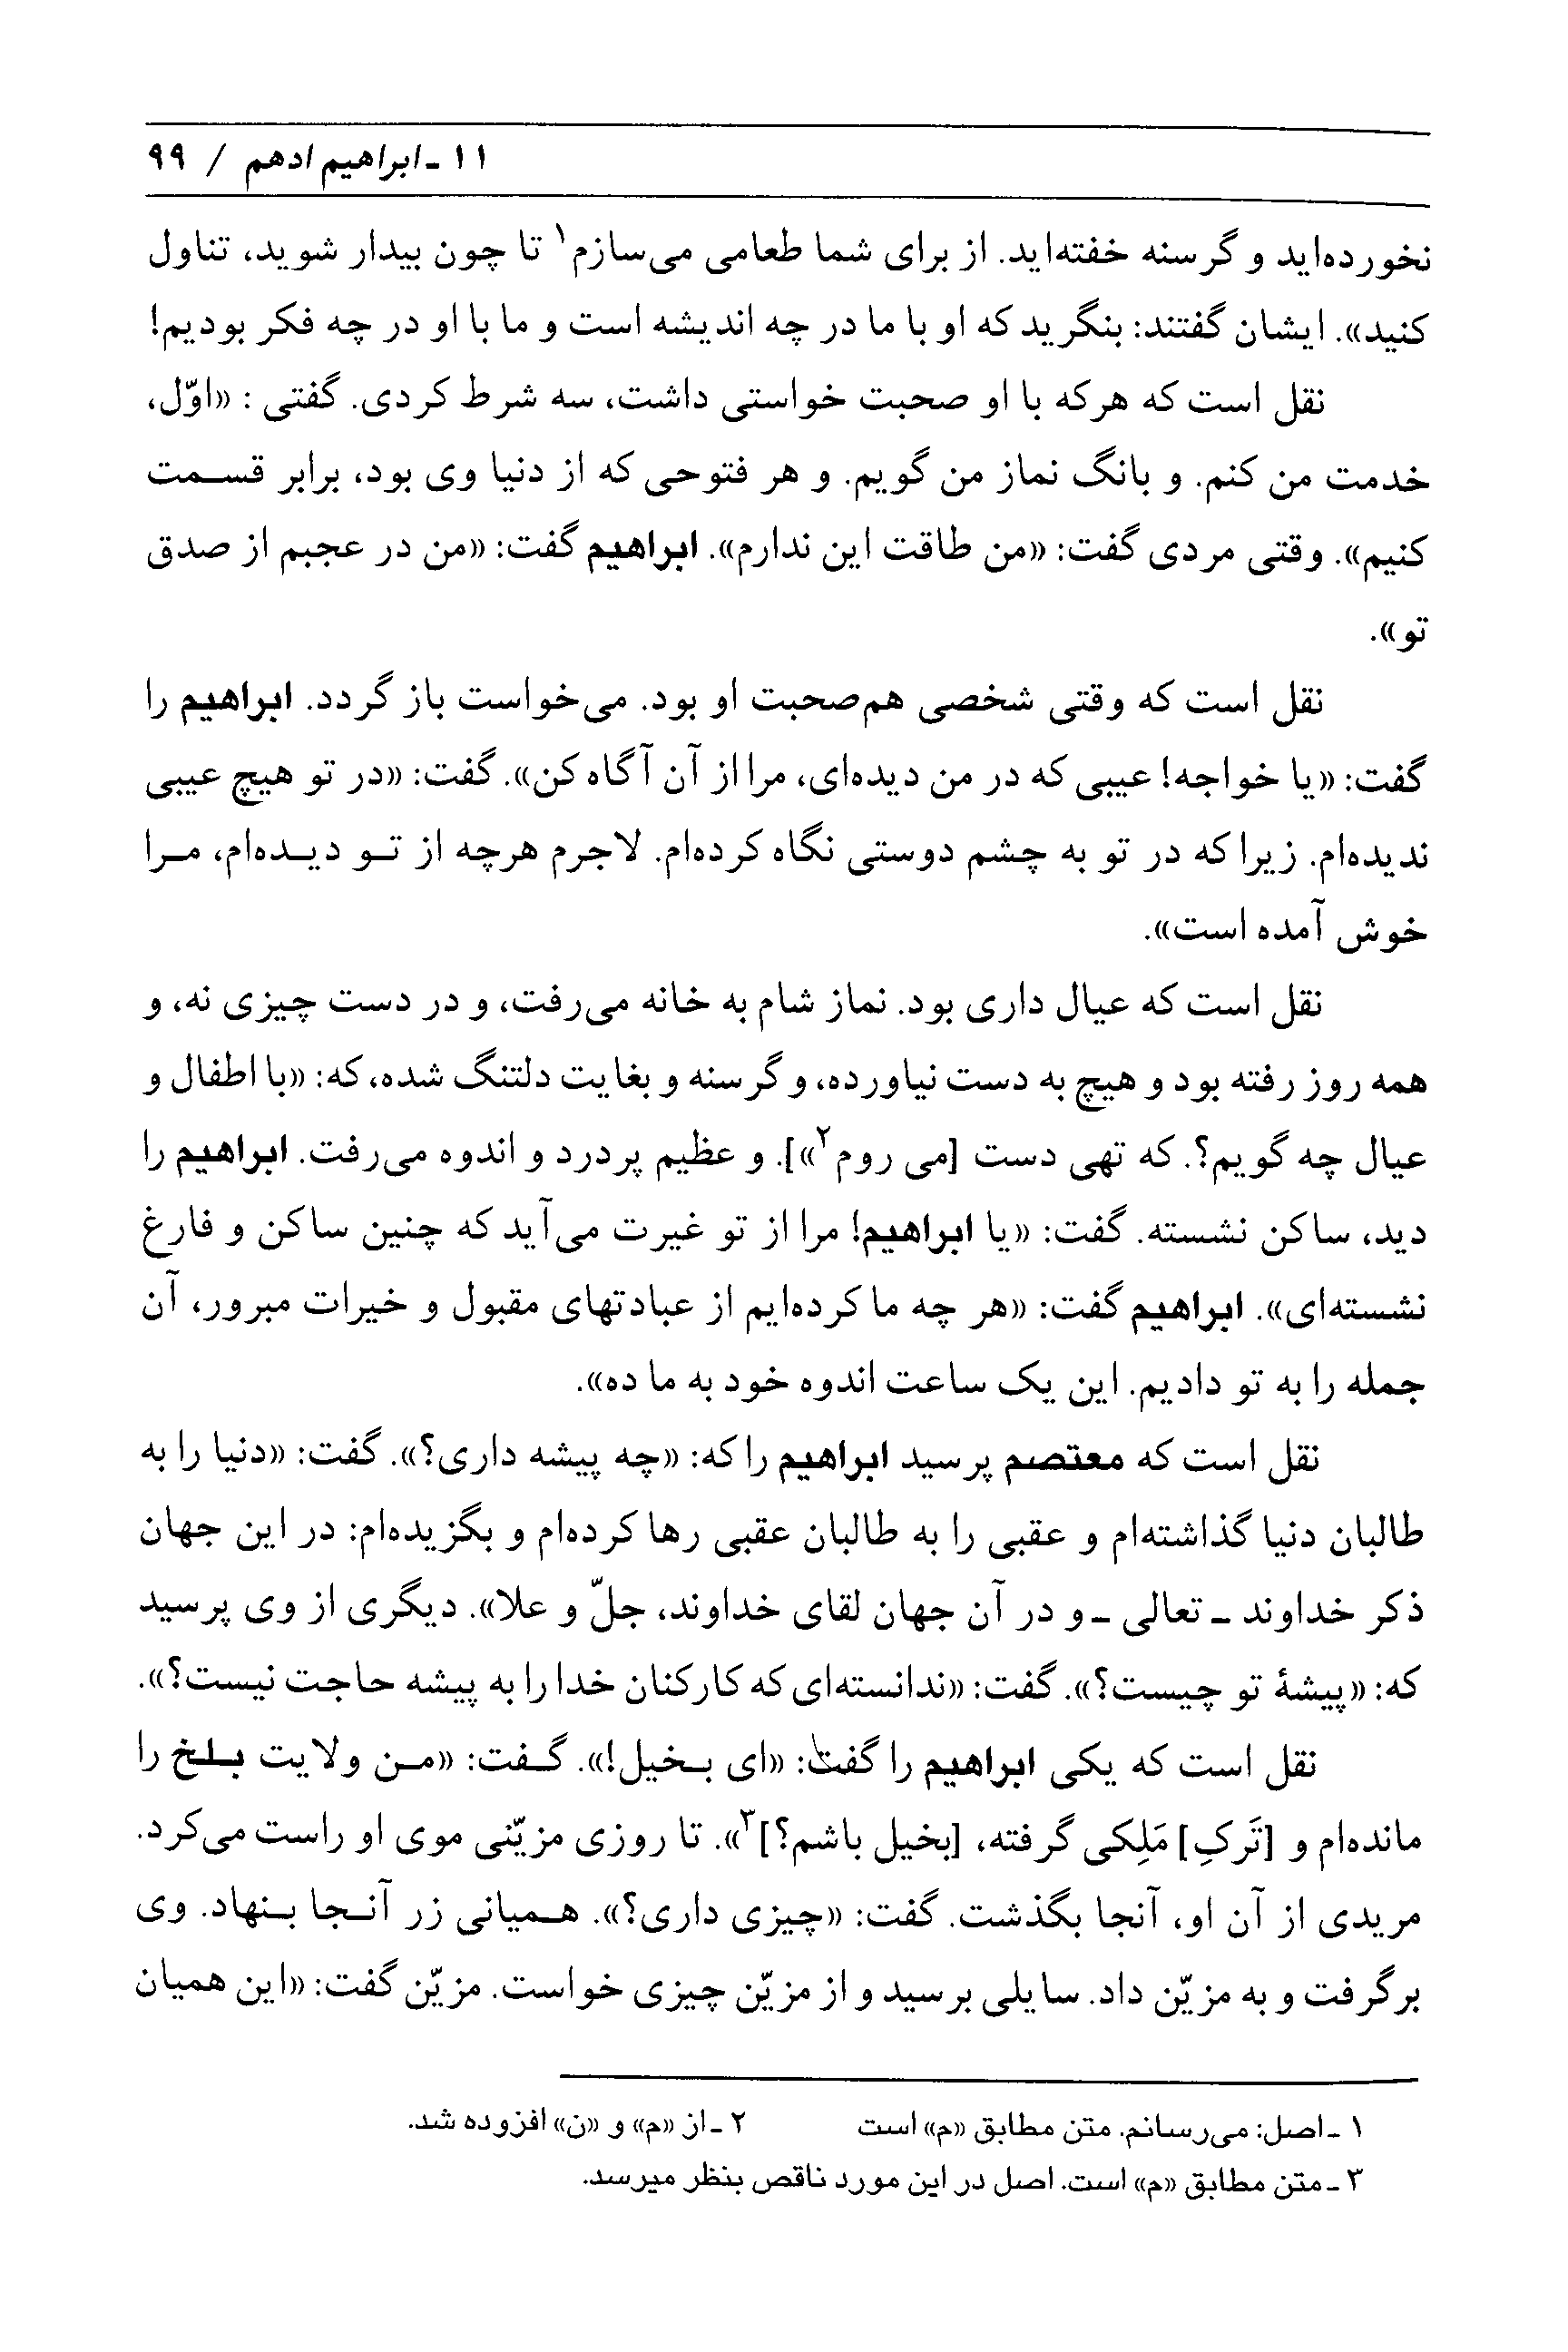 ۱۱ ـ ابراهیم ادهم / ۹۹
نخورده‌اید و گرسنه خفته‌اید. از برای شما طعامی می‌سازم۱ تا چون بیدار شوید، تناول
کنید». ایشان گفتند: بنگرید که او با ما در چه اندیشه است و ما با او در چه فکر بودیم!
نقل است که هرکه با او صحبت خواستی داشت، سه شرط کردی. گفتی : «اوّل،
خدمت من کنم. و بانگ نماز من گویم. و هر فتوحی که از دنیا وی بود، برابر قسمت
کنیم». وقتی مردی گفت: «من طاقت این ندارم». ابراهیم گفت: «من در عجبم از صدق
تو».
نقل است که وقتی شخصی هم‌صحبت او بود. می‌خواست باز گردد. ابراهیم را
گفت: «یا خواجه! عیبی که در من دیده‌ای، مرا از آن آگاه کن». گفت: «در تو هیچ عیبی
ندیده‌ام. زیرا که در تو به چشم دوستی نگاه کرده‌ام. لاجرم هرچه از تو دیده‌ام، مرا
خوش آمده است».
نقل است که عیال داری بود. نماز شام به خانه می‌رفت، و در دست چیزی نه، و
همه روز رفته بود و هیچ به دست نیاورده، و گرسنه و بغایت دلتنگ شده، که: «با اطفال و
عیال چه گویم؟. که تهی دست [می روم۲»]. و عظیم پردرد و اندوه می‌رفت. ابراهیم را
دید، ساکن نشسته. گفت: «یا ابراهیم! مرا از تو غیرت می‌آید که چنین ساکن و فارغ
نشسته‌ای». ابراهیم گفت: «هر چه ما کرده‌ایم از عبادتهای مقبول و خیرات مبرور، آن
جمله را به تو دادیم. این یک ساعت اندوه خود به ما ده».
نقل است که معتصم پرسید ابراهیم را که: «چه پیشه داری؟». گفت: «دنیا را به
طالبان دنیا گذاشته‌ام و عقبی را به طالبان عقبی رها کرده‌ام و بگزیده‌ام: در این جهان
ذکر خداوند ـ تعالی ـ و در آن جهان لقای خداوند، جلّ و علا». دیگری از وی پرسید
که: «پیشهٔ تو چیست؟». گفت: «ندانسته‌ای که کارکنان خدا را به پیشه حاجت نیست؟».
نقل است که یکی ابراهیم را گفت: «ای بخیل!». گفت: «من ولایت بلخ را
مانده‌ام و [تَرکِ] مَلِکی گرفته، [بخیل باشم؟]۳». تا روزی مزیّنی موی او راست می‌کرد.
مریدی از آن او، آنجا بگذشت. گفت: «چیزی داری؟». همیانی زر آنجا بنهاد. وی
برگرفت و به مزیّن داد. سایلی برسید و از مزیّن چیزی خواست. مزیّن گفت: «این همیان
۱ ـ اصل: می‌رسانم. متن مطابق «م» است ۲ ـ از «م» و «ن» افزوده شد.
۳ ـ متن مطابق «م» است. اصل در این مورد ناقص بنظر میرسد.